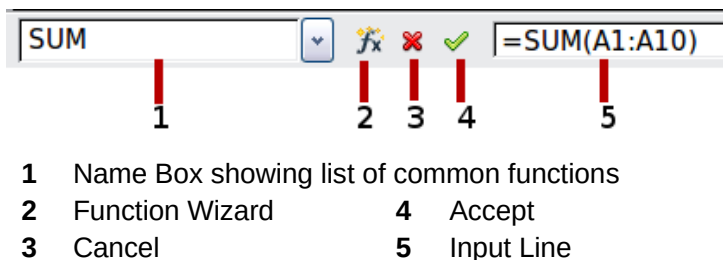 SUM fx =SUM(A1:A10)
1 2 3 4 5
1 Name Box showing list of common functions
2 Function Wizard 4 Accept
3 Cancel 5 Input Line